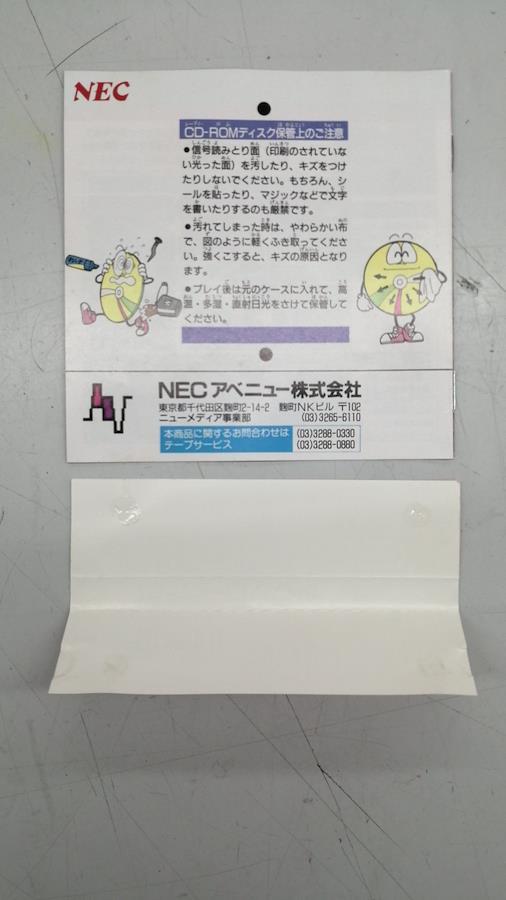 NEC
CD-ROMディスク保管上のご注意
●信号読みとり面（印刷のされていな
い光った面）を汚したり、キズをつけ
たりしないでください。もちろん、シ
ールを貼ったり、マジックなどで文字
を書いたりするのも厳禁です。
●汚れてしまった時は、やわらかい布
で、図のように軽くふき取ってくださ
い。強くこすると、キズの原因となり
ます。
●プレイ後は元のケースに入れて、高
温・多湿・直射日光をさけて保管して
ください。
NECアベニュー株式会社
東京都千代田区麹町2-14-2 麹町NKビル 〒102
ニューメディア事業部 (03)3265-6110
本商品に関するお問合わせは (03)3288-0330
テープサービス (03)3288-0880